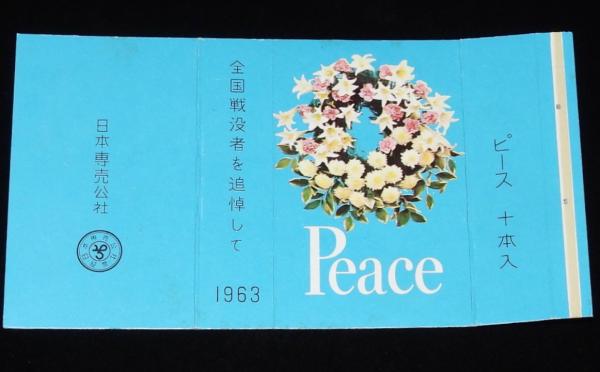 日本専売公社
全国戦没者を追悼して
1963
Peace
ピース 十本入